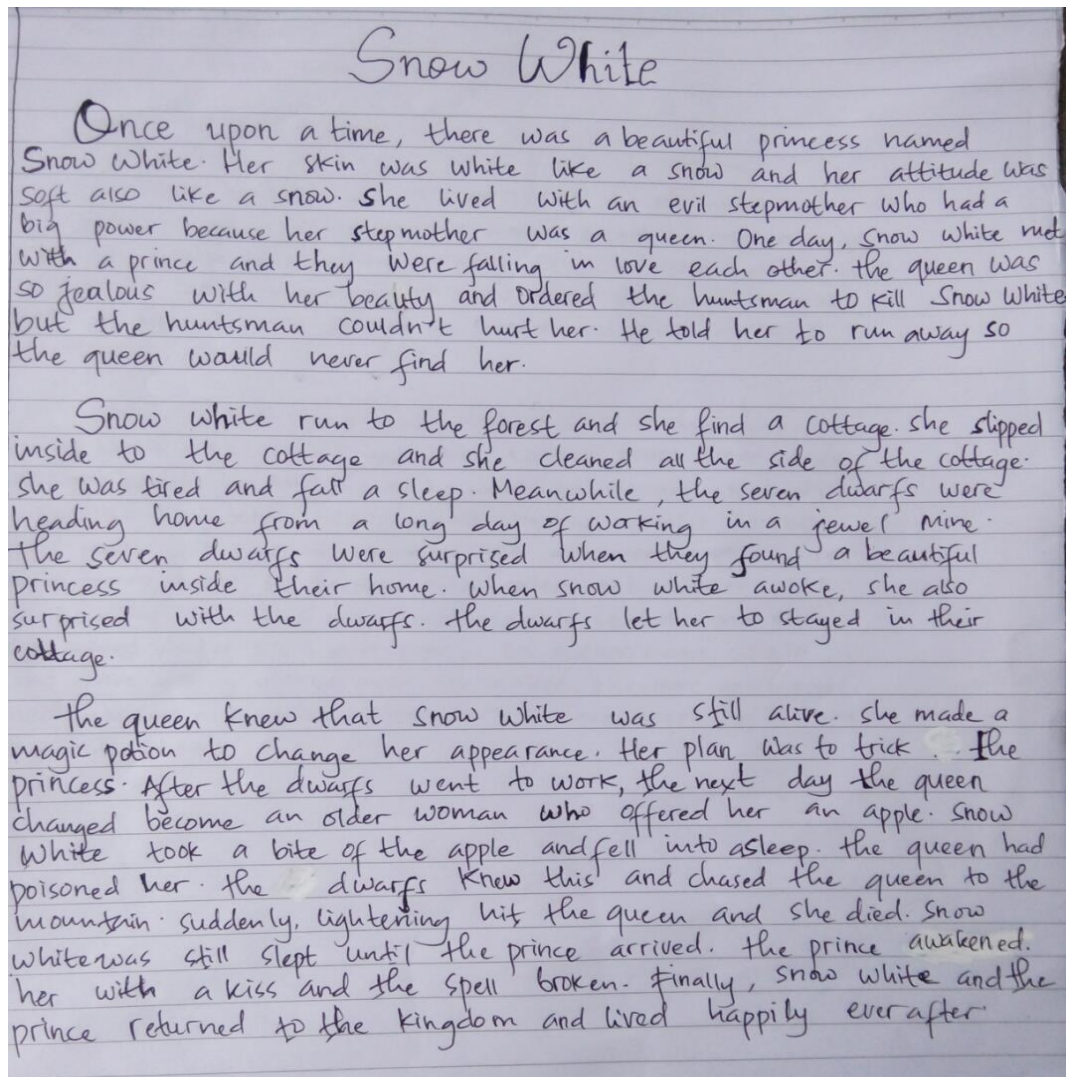 Snow White
Once upon a time, there was a beautiful princess named
Snow White. Her skin was white like a snow and her attitude was
soft also like a snow. She lived with an evil stepmother who had a
big power because her stepmother was a queen. One day, Snow White met
with a prince and they were falling in love each other. the queen was
so jealous with her beauty and ordered the huntsman to kill Snow White
but the huntsman couldn't hurt her. He told her to run away so
the queen would never find her.
Snow White run to the forest and she find a cottage. she slipped
inside to the cottage and she cleaned all the side of the cottage.
she was tired and fall a sleep. Meanwhile, the seven dwarfs were
heading home from a long day of working in a jewel mine.
the seven dwarfs were surprised when they found a beautiful
princess inside their home. When snow white awoke, she also
surprised with the dwarfs. the dwarfs let her to stayed in their
cottage.
the queen knew that snow white was still alive. she made a
magic potion to change her appearance. Her plan was to trick the
princess. After the dwarfs went to work, the next day the queen
changed become an older woman who offered her an apple. snow
white took a bite of the apple and fell into asleep. the queen had
poisoned her. the dwarfs knew this and chased the queen to the
mountain. suddenly, lightening hit the queen and she died. snow
white was still slept until the prince arrived. the prince awakened.
her with a kiss and the spell broken. Finally, snow white and the
prince returned to the kingdom and lived happily ever after